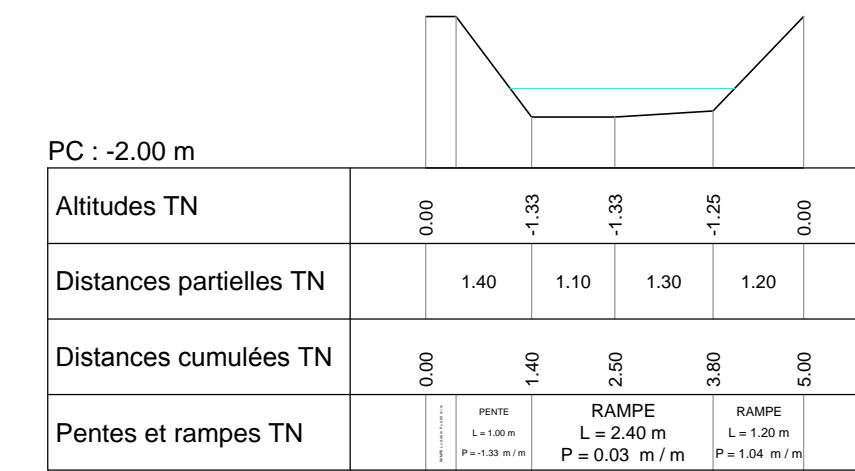 PC : -2.00 m
Altitudes TN
0.00 -1.33 -1.33 -1.25 0.00
Distances partielles TN
1.40 1.10 1.30 1.20
Distances cumulées TN
0.00 1.40 2.50 3.80 5.00
Pentes et rampes TN
PENTE
L = 1.00 m
P = -1.33 m / m
RAMPE
L = 2.40 m
P = 0.03 m / m
RAMPE
L = 1.20 m
P = 1.04 m / m